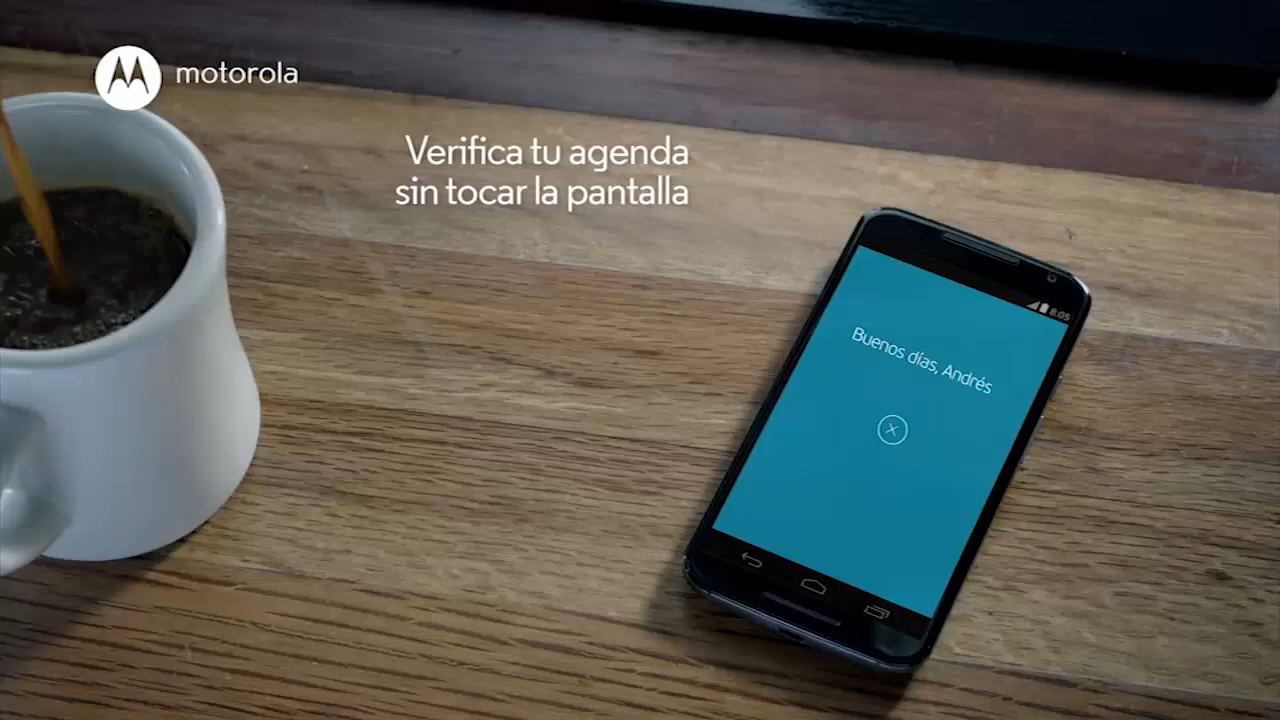 motorola
Verifica tu agenda
sin tocar la pantalla
8:05
Buenos días, Andrés